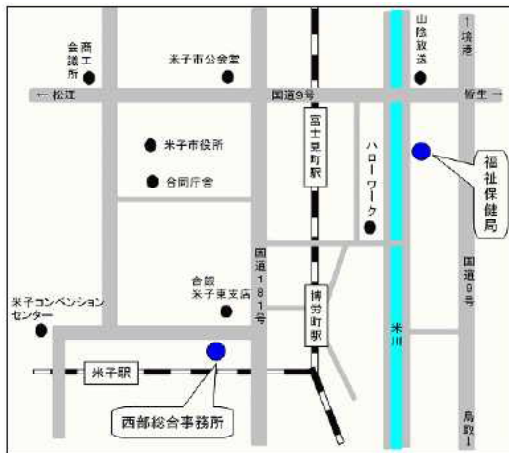 商工
会議所
米子市公会堂
山陰放送
↑境港
← 松江
国道9号
皆生 →
米子市役所
合同庁舎
富士見町駅
ハローワーク
福祉保健局
国道181号
国道9号
合銀
米子東支店
博労町駅
米川
米子コンベンション
センター
米子駅
西部総合事務所
鳥取↓